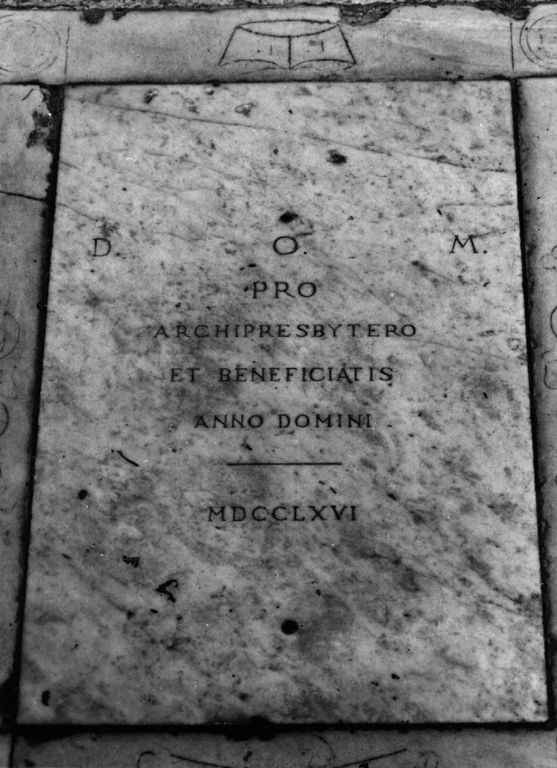 D. O. M.
PRO
ARCHIPRESBYTERO
ET BENEFICIATIS
ANNO DOMINI
MDCCLXVI